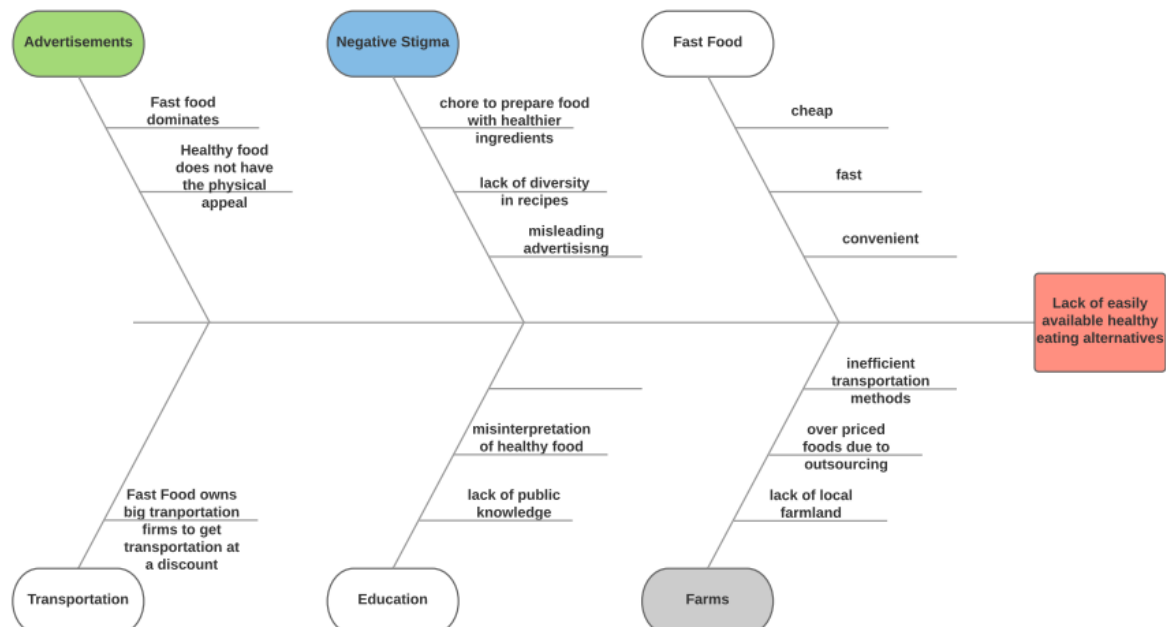 Advertisements
Negative Stigma
Fast Food
Fast food
dominates
Healthy food
does not have
the physical
appeal
chore to prepare food
with healthier
ingredients
lack of diversity
in recipes
misleading
advertisisng
cheap
fast
convenient
Lack of easily
available healthy
eating alternatives
Fast Food owns
big tranportation
firms to get
transportation at
a discount
misinterpretation
of healthy food
lack of public
knowledge
inefficient
transportation
methods
over priced
foods due to
outsourcing
lack of local
farmland
Transportation
Education
Farms